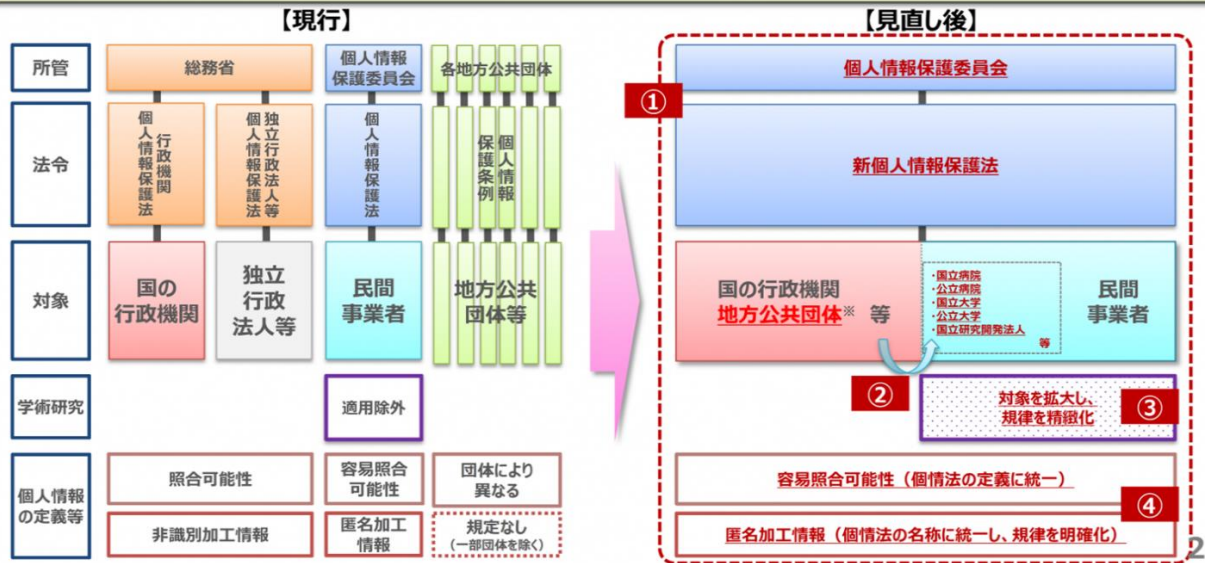 【現行】
【見直し後】
所管
総務省
個人情報
保護委員会
各地方公共団体
個人情報保護委員会
①
法令
行政機関
個人情報保護法
独立行政法人等
個人情報保護法
個人情報保護法
個人情報
保護条例
新個人情報保護法
対象
国の
行政機関
独立
行政
法人等
民間
事業者
地方公共
団体等
国の行政機関
地方公共団体※ 等
・国立病院
・公立病院
・国立大学
・公立大学
・国立研究開発法人
等
民間
事業者
②
学術研究
適用除外
対象を拡大し、
規律を精緻化
③
個人情報
の定義等
照合可能性
容易照合
可能性
団体により
異なる
容易照合可能性（個情法の定義に統一）
④
非識別加工情報
匿名加工
情報
規定なし
（一部団体を除く）
匿名加工情報（個情法の名称に統一し、規律を明確化）
2